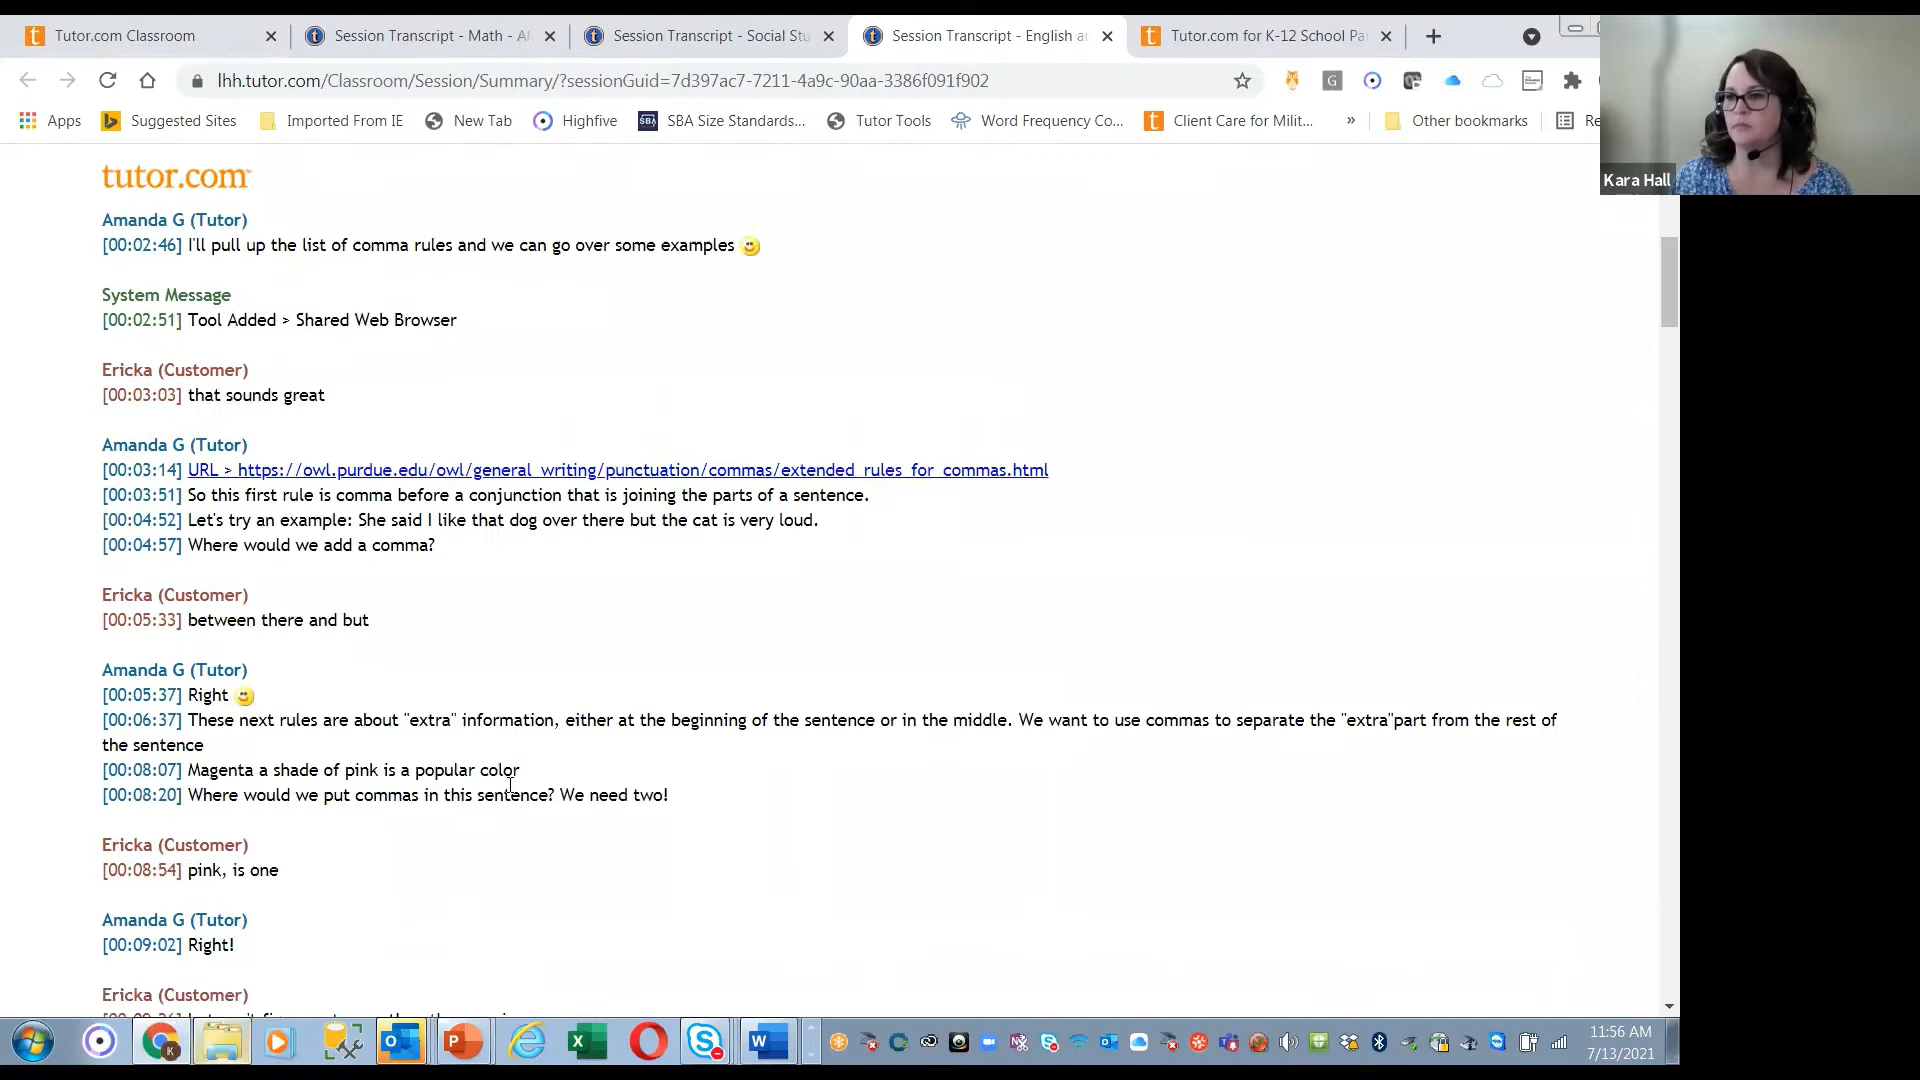 Tutor.com Classroom
Session Transcript - Math - Al
Session Transcript - Social Stu
Session Transcript - English an
Tutor.com for K-12 School Pa
lhh.tutor.com/Classroom/Session/Summary/?sessionGuid=7d397ac7-7211-4a9c-90aa-3386f091f902
Apps
Suggested Sites
Imported From IE
New Tab
Highfive
SBA Size Standards...
Tutor Tools
Word Frequency Co...
Client Care for Milit...
»
Other bookmarks
Re
Kara Hall
tutor.com
Amanda G (Tutor)
[00:02:46] I'll pull up the list of comma rules and we can go over some examples
System Message
[00:02:51] Tool Added > Shared Web Browser
Ericka (Customer)
[00:03:03] that sounds great
Amanda G (Tutor)
[00:03:14] URL > https://owl.purdue.edu/owl/general_writing/punctuation/commas/extended_rules_for_commas.html
[00:03:51] So this first rule is comma before a conjunction that is joining the parts of a sentence.
[00:04:52] Let's try an example: She said I like that dog over there but the cat is very loud.
[00:04:57] Where would we add a comma?
Ericka (Customer)
[00:05:33] between there and but
Amanda G (Tutor)
[00:05:37] Right
[00:06:37] These next rules are about "extra" information, either at the beginning of the sentence or in the middle. We want to use commas to separate the "extra"part from the rest of
the sentence
[00:08:07] Magenta a shade of pink is a popular color
[00:08:20] Where would we put commas in this sentence? We need two!
Ericka (Customer)
[00:08:54] pink, is one
Amanda G (Tutor)
[00:09:02] Right!
Ericka (Customer)
11:56 AM
7/13/2021